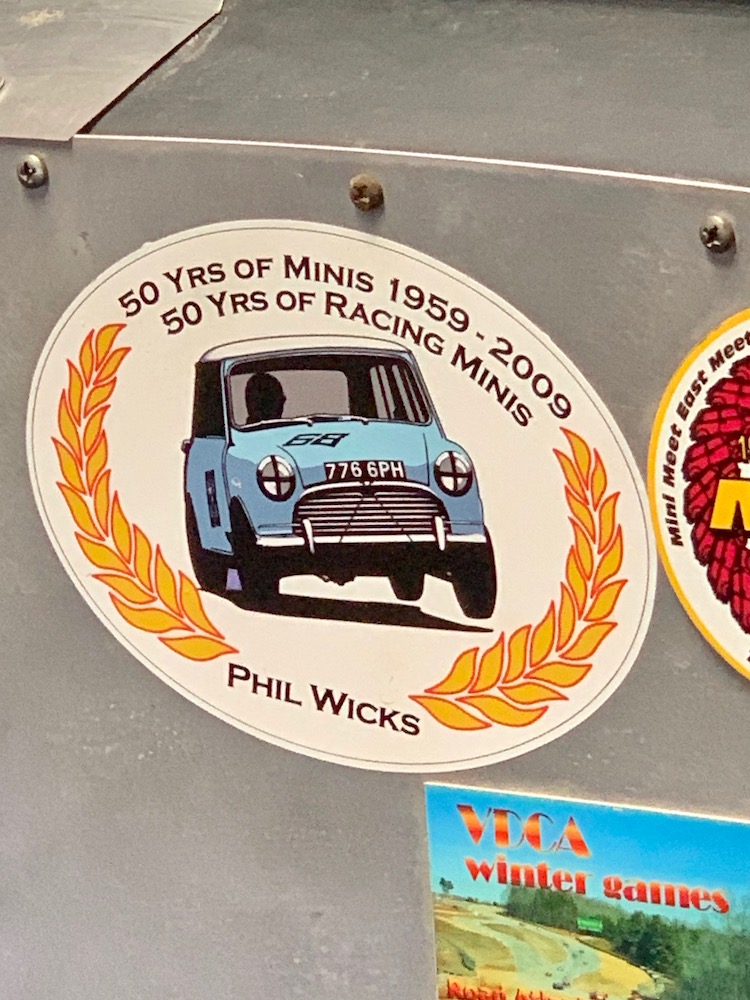 50 YRS OF MINIS 1959 - 2009
50 YRS OF RACING MINIS
68
776 6PH
PHIL WICKS
Mini Meet East Meet
VDCA
winter games
Road